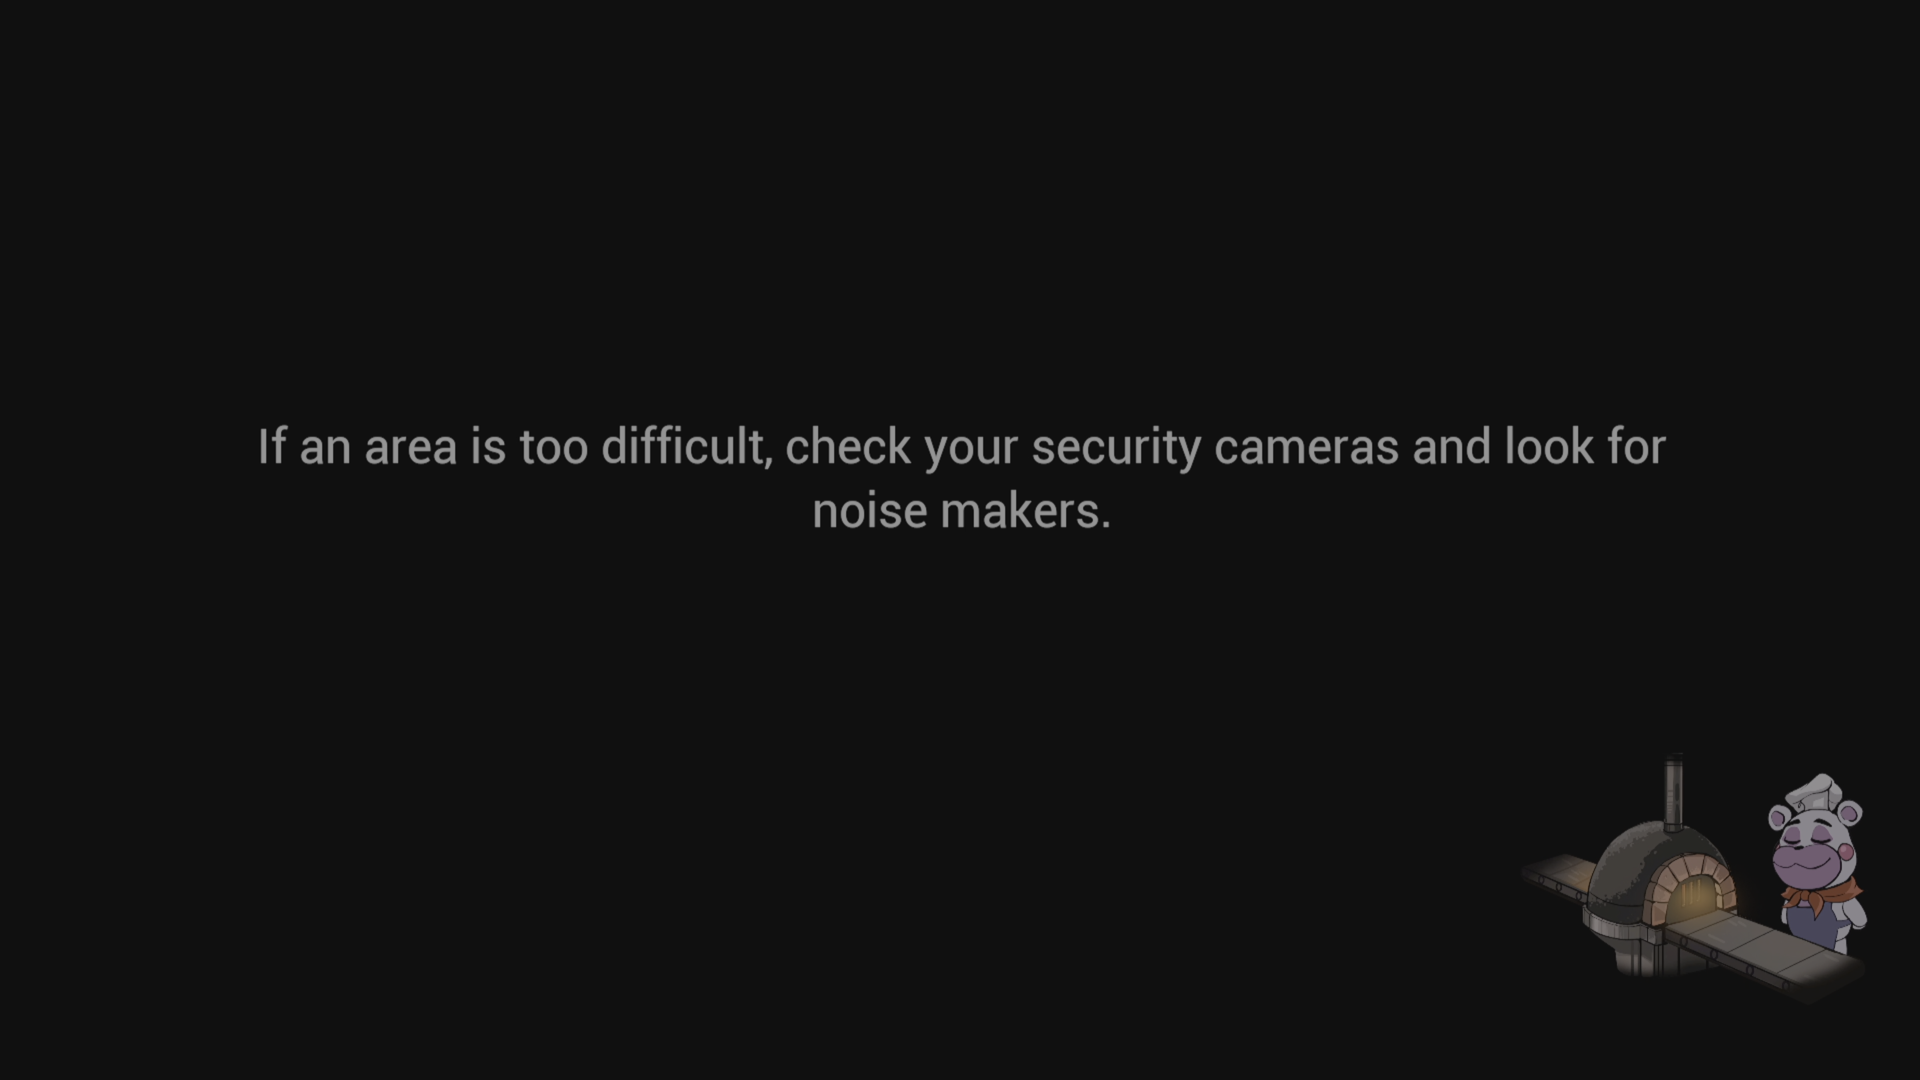 If an area is too difficult, check your security cameras and look for
noise makers.